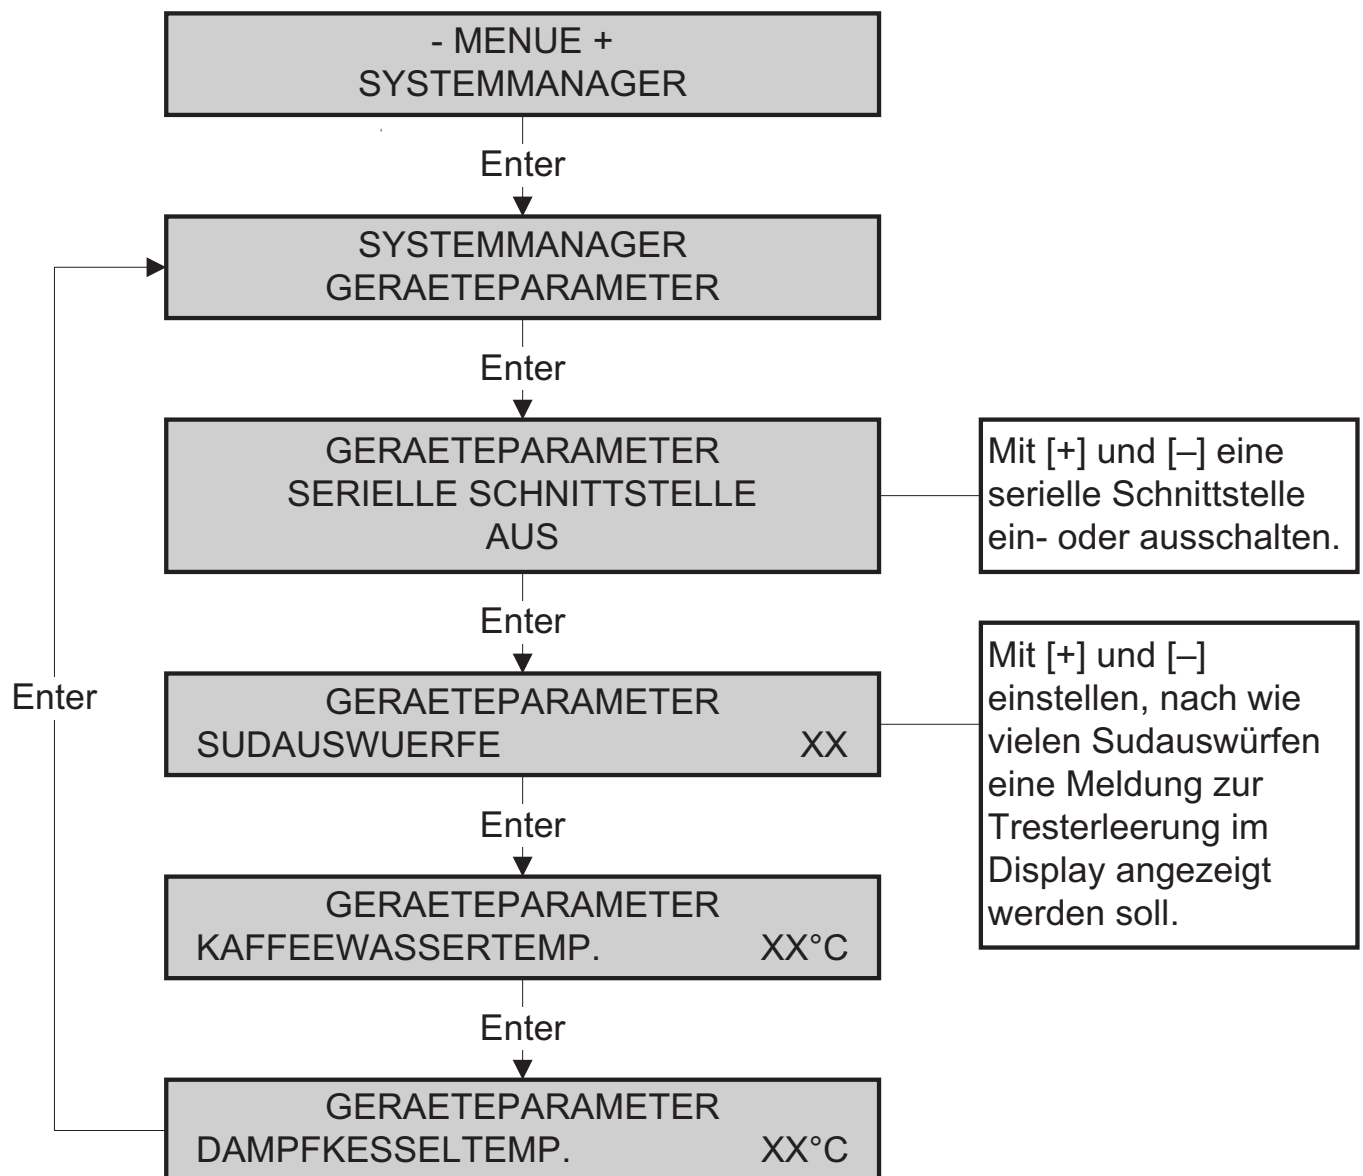 - MENUE +
SYSTEMMANAGER
Enter
SYSTEMMANAGER
GERAETEPARAMETER
Enter
GERAETEPARAMETER
SERIELLE SCHNITTSTELLE
AUS
Mit [+] und [–] eine
serielle Schnittstelle
ein- oder ausschalten.
Enter
GERAETEPARAMETER
SUDAUSWUERFE XX
Mit [+] und [–]
einstellen, nach wie
vielen Sudauswürfen
eine Meldung zur
Tresterleerung im
Display angezeigt
werden soll.
Enter
Enter
GERAETEPARAMETER
KAFFEEWASSERTEMP. XX°C
Enter
GERAETEPARAMETER
DAMPFKESSELTEMP. XX°C